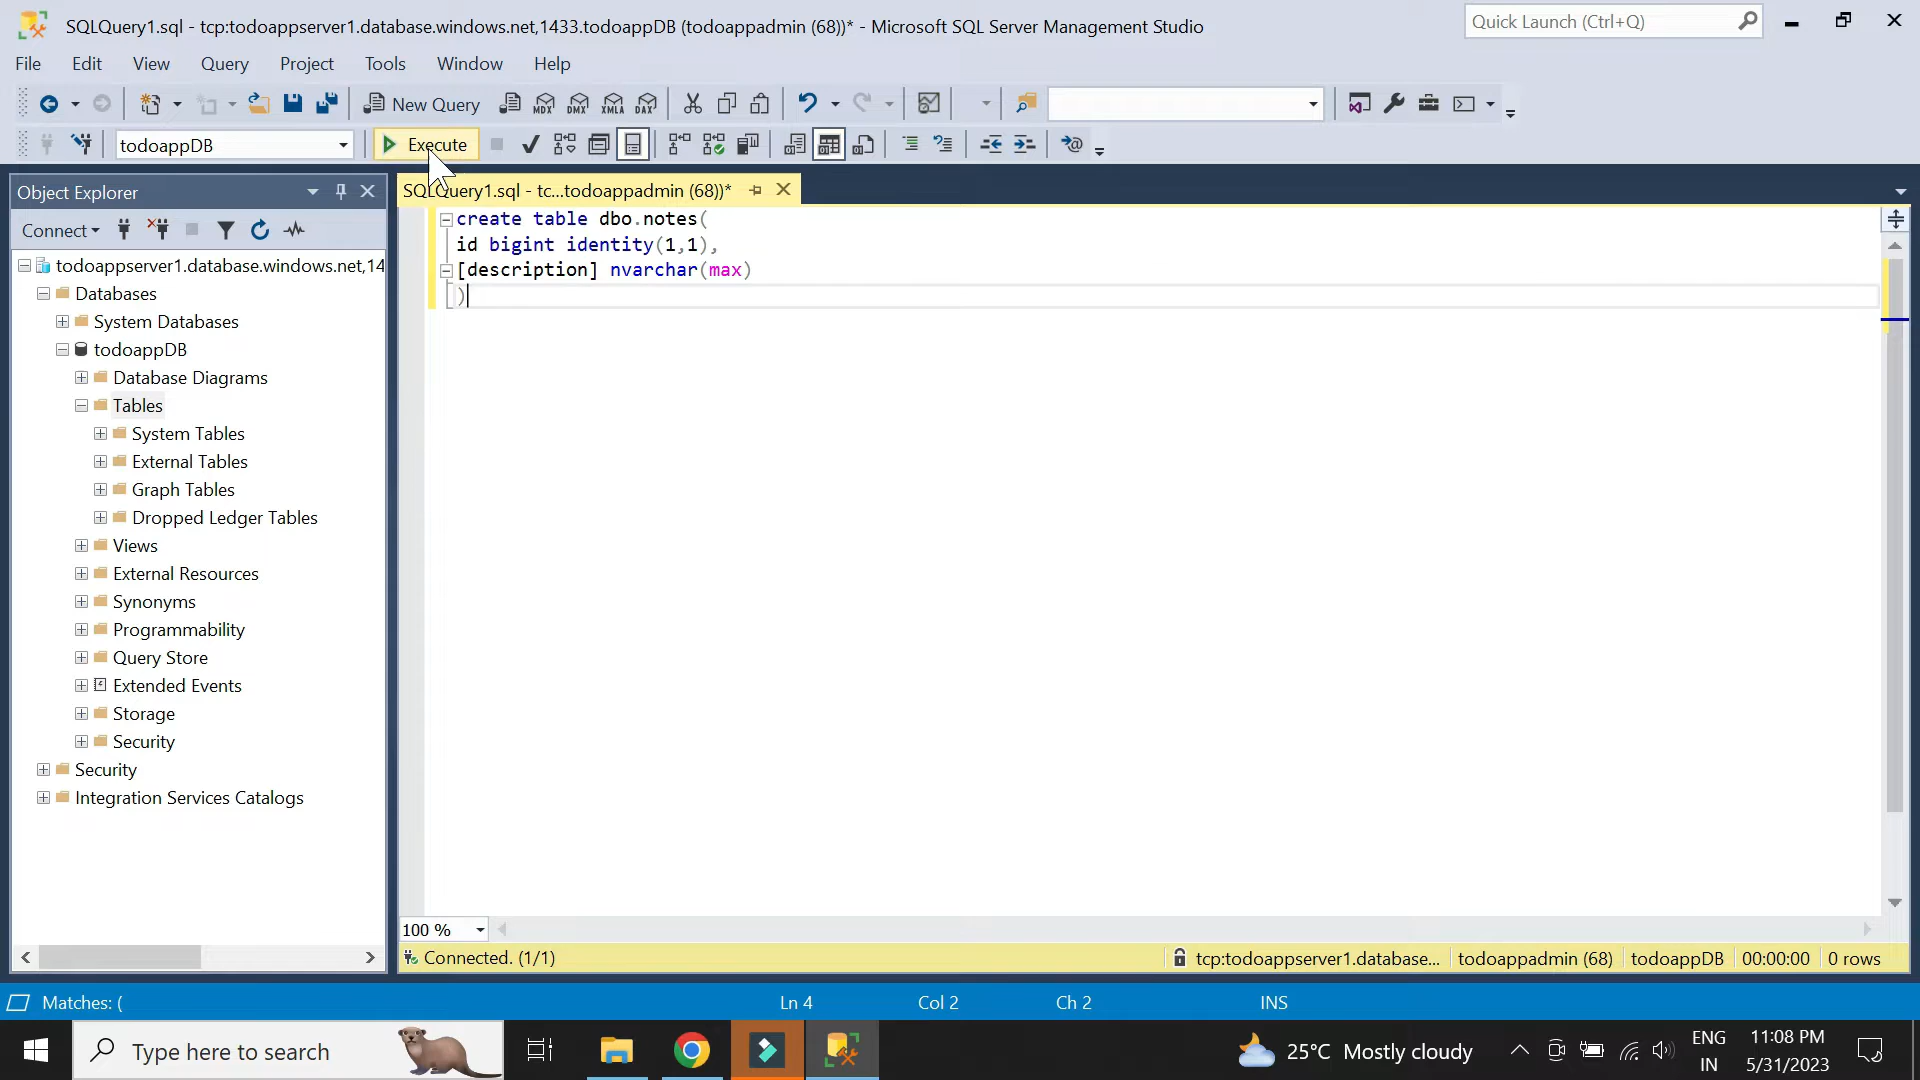 SQLQuery1.sql - tcp:todoappserver1.database.windows.net,1433.todoappDB (todoappadmin (68))* - Microsoft SQL Server Management Studio
Quick Launch (Ctrl+Q)
File Edit View Query Project Tools Window Help
New Query MDX DMX XMLA DAX
todoappDB Execute
Object Explorer
SQLQuery1.sql - tc...todoappadmin (68))*
Connect
todoappserver1.database.windows.net,14
Databases
System Databases
todoappDB
Database Diagrams
Tables
System Tables
External Tables
Graph Tables
Dropped Ledger Tables
Views
External Resources
Synonyms
Programmability
Query Store
Extended Events
Storage
Security
Security
Integration Services Catalogs
create table dbo.notes(
id bigint identity(1,1),
[description] nvarchar(max)
)
100 %
Connected. (1/1)
tcp:todoappserver1.database... todoappadmin (68) todoappDB 00:00:00 0 rows
Matches: ( Ln 4 Col 2 Ch 2 INS
Type here to search
25°C Mostly cloudy
ENG
IN
11:08 PM
5/31/2023